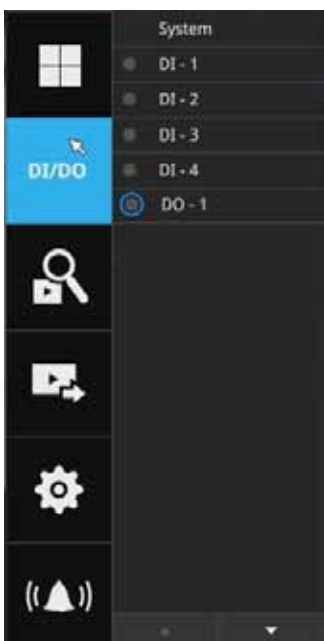 System
DI - 1
DI - 2
DI/DO
DI - 3
DI - 4
DO - 1